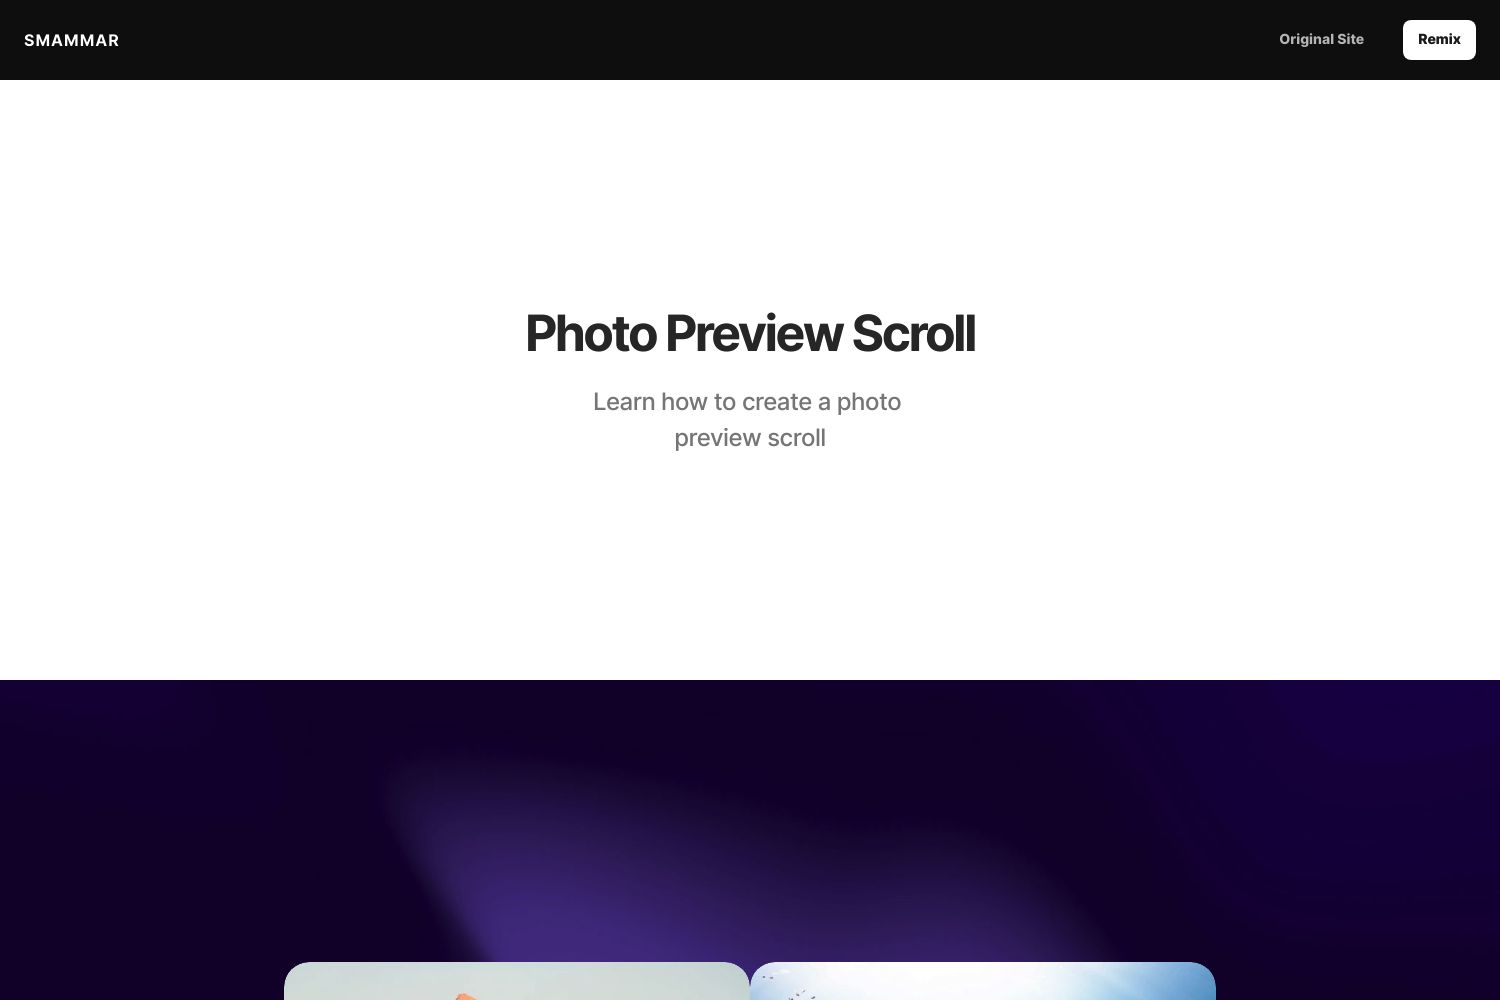 SMAMMAR
Original Site
Remix
Photo Preview Scroll
Learn how to create a photo
preview scroll